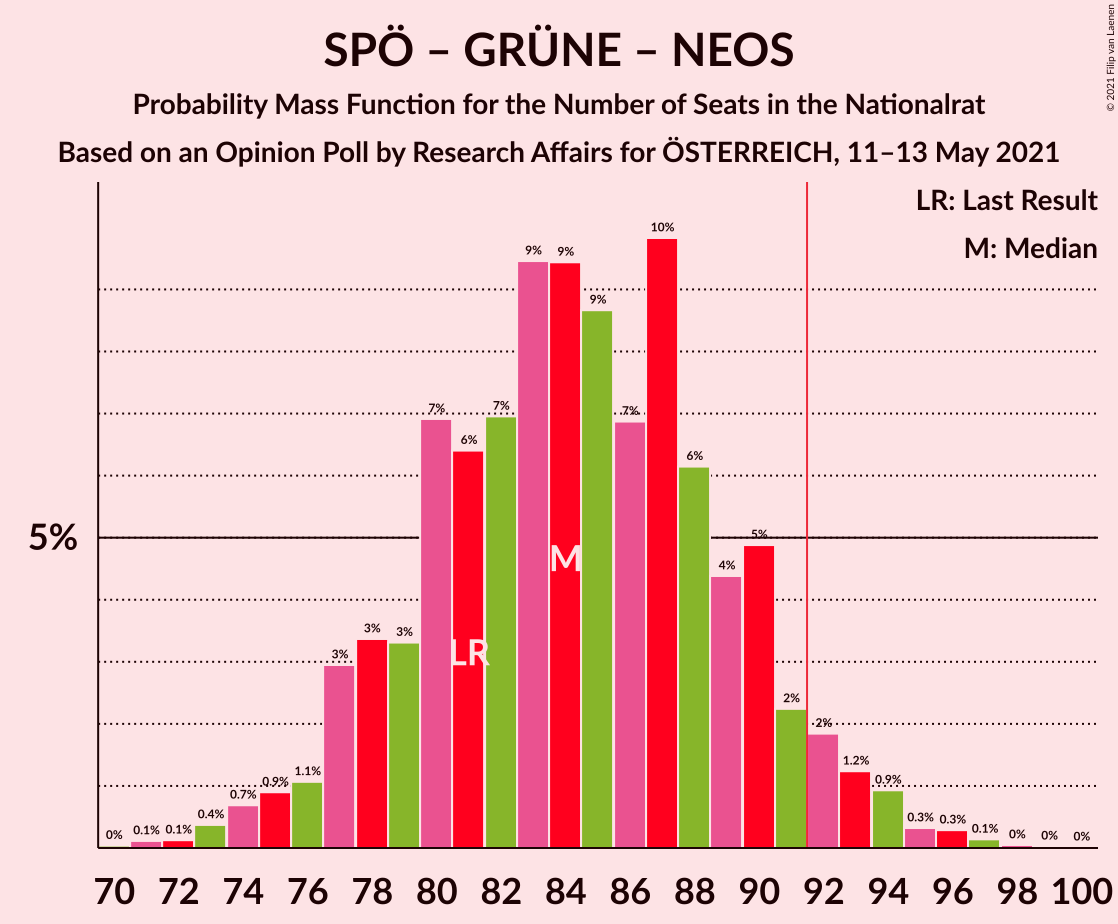 SPÖ – GRÜNE – NEOS
Probability Mass Function for the Number of Seats in the Nationalrat
Based on an Opinion Poll by Research Affairs for ÖSTERREICH, 11–13 May 2021
© 2021 Filip van Laenen
LR: Last Result
M: Median
5%
0% 0.1% 0.1% 0.4% 0.7% 0.9% 1.1% 3% 3% 3% 7% 6% 7% 9% 9% 9% 7% 10% 6% 4% 5% 2% 2% 1.2% 0.9% 0.3% 0.3% 0.1% 0% 0% 0%
M
LR
70 72 74 76 78 80 82 84 86 88 90 92 94 96 98 100